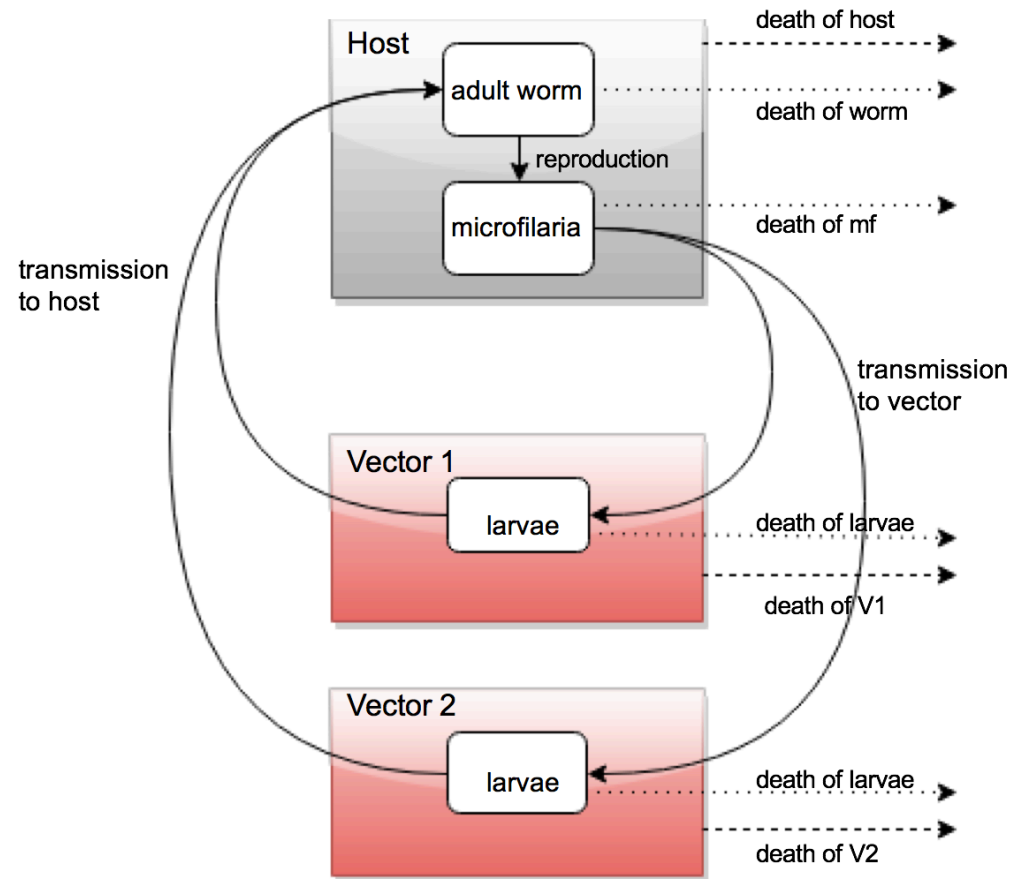 death of host
Host
adult worm
death of worm
reproduction
microfilaria
death of mf
transmission
to host
transmission
to vector
Vector 1
larvae
death of larvae
death of V1
Vector 2
larvae
death of larvae
death of V2